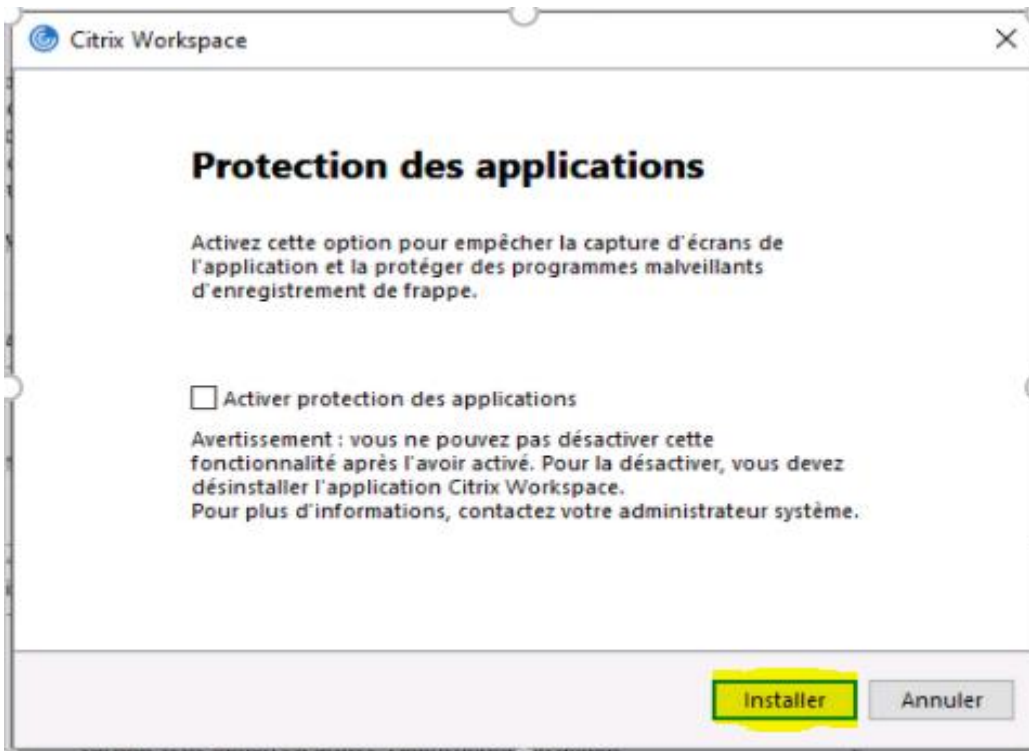 Citrix Workspace
Protection des applications
Activez cette option pour empêcher la capture d'écrans de
l'application et la protéger des programmes malveillants
d'enregistrement de frappe.
Activer protection des applications
Avertissement : vous ne pouvez pas désactiver cette
fonctionnalité après l'avoir activé. Pour la désactiver, vous devez
désinstaller l'application Citrix Workspace.
Pour plus d'informations, contactez votre administrateur système.
Installer Annuler